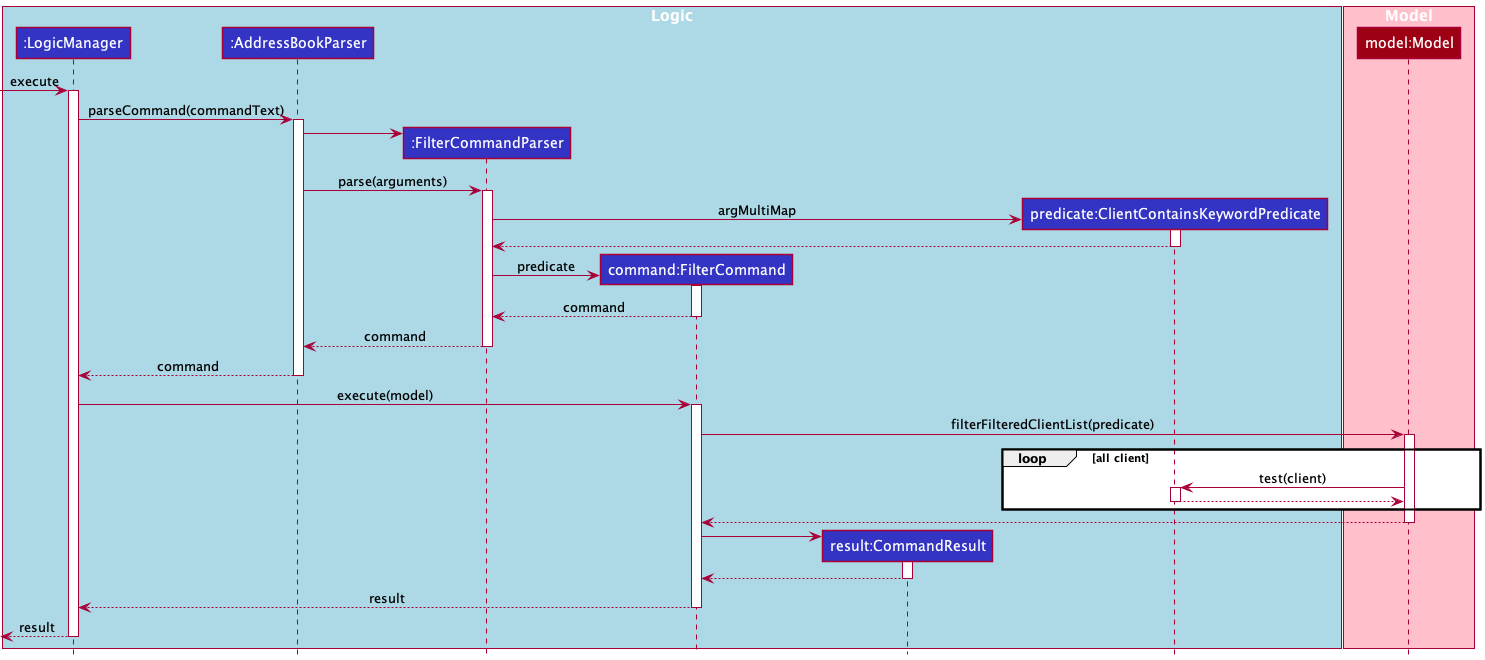 Logic
Model
:LogicManager
:AddressBookParser
model:Model
execute
parseCommand(commandText)
:FilterCommandParser
parse(arguments)
argMultiMap
predicate:ClientContainsKeywordPredicate
predicate
command:FilterCommand
command
command
command
execute(model)
filterFilteredClientList(predicate)
loop
[all client]
test(client)
result:CommandResult
result
result